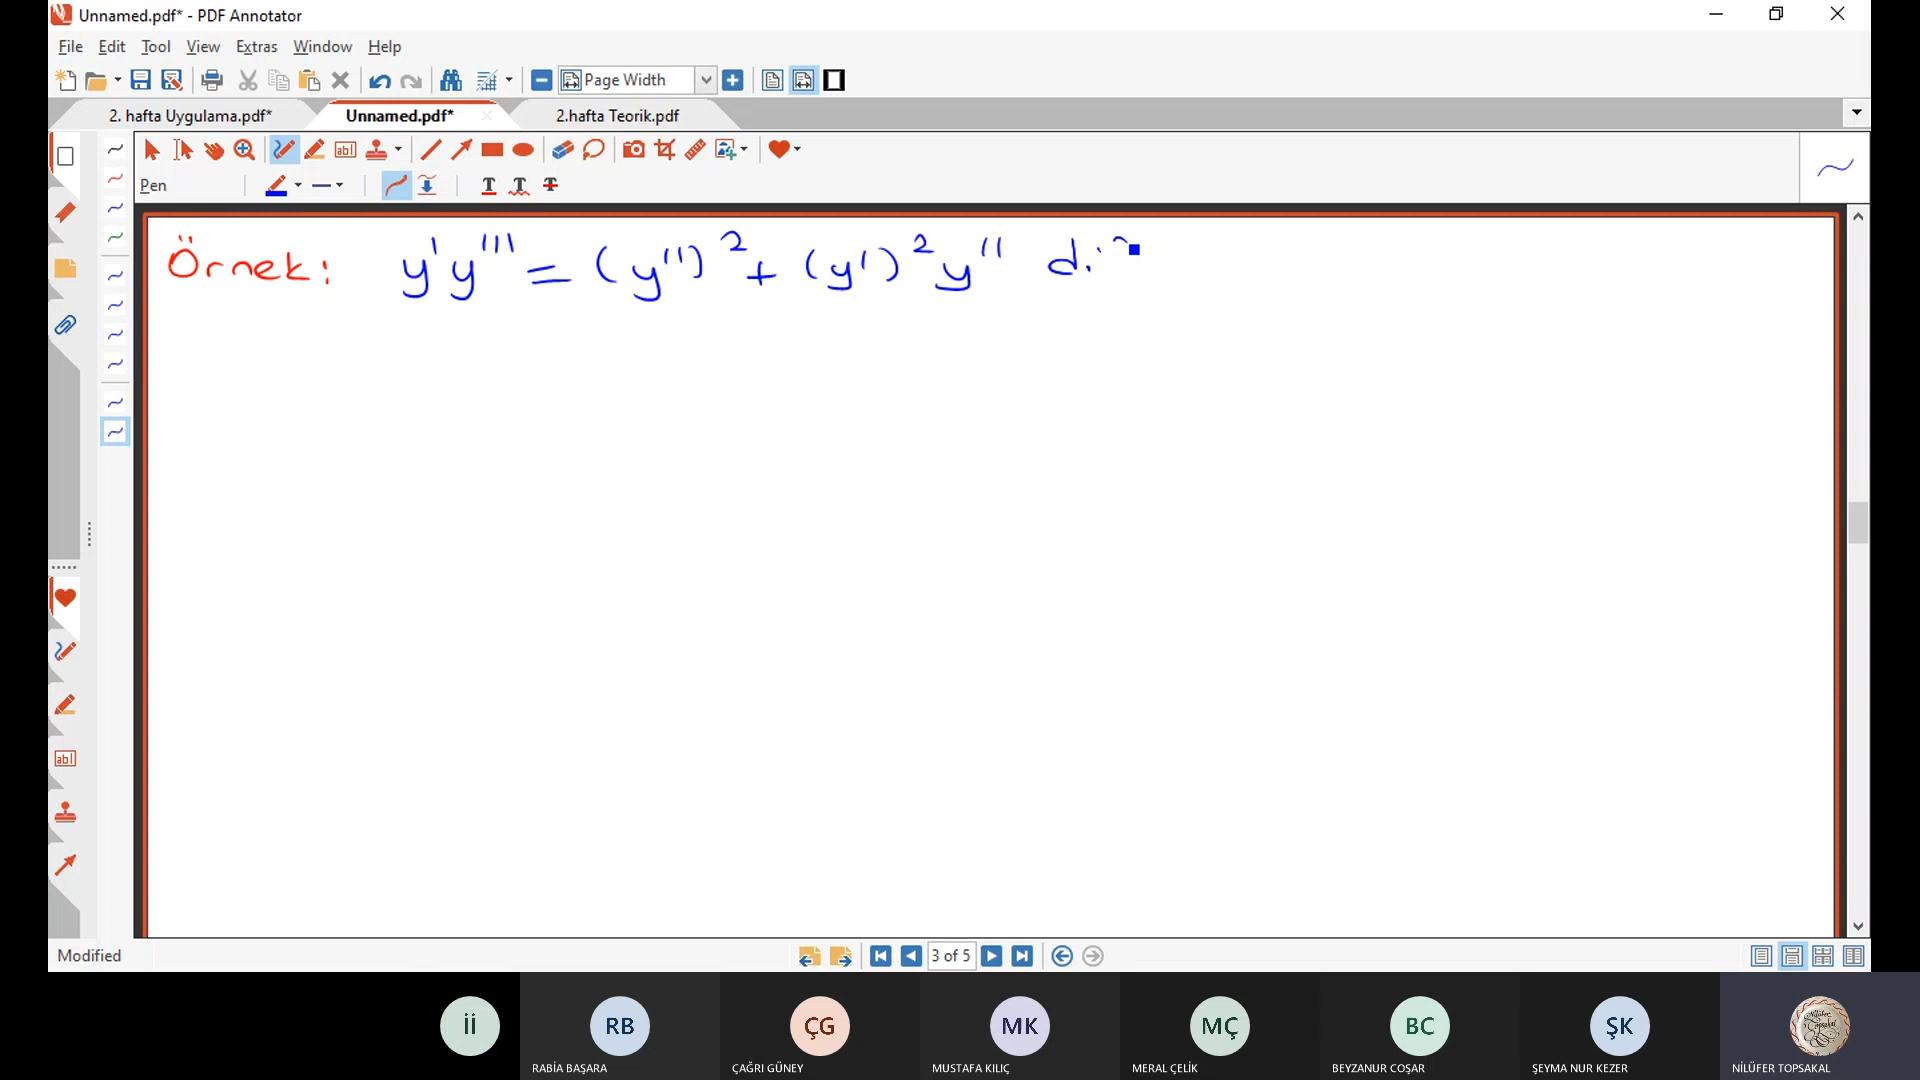 Unnamed.pdf* - PDF Annotator
File Edit Tool View Extras Window Help
Page Width
2. hafta Uygulama.pdf* Unnamed.pdf* 2.hafta Teorik.pdf
Pen
Örnek: y'y''' = (y'')² + (y')² y''
Modified
3 of 5
İİ RB ÇG MK MÇ BC ŞK
RABİA BAŞARA ÇAĞRI GÜNEY MUSTAFA KILIÇ MERAL ÇELİK BEYZANUR COŞAR ŞEYMA NUR KEZER NİLÜFER TOPSAKAL